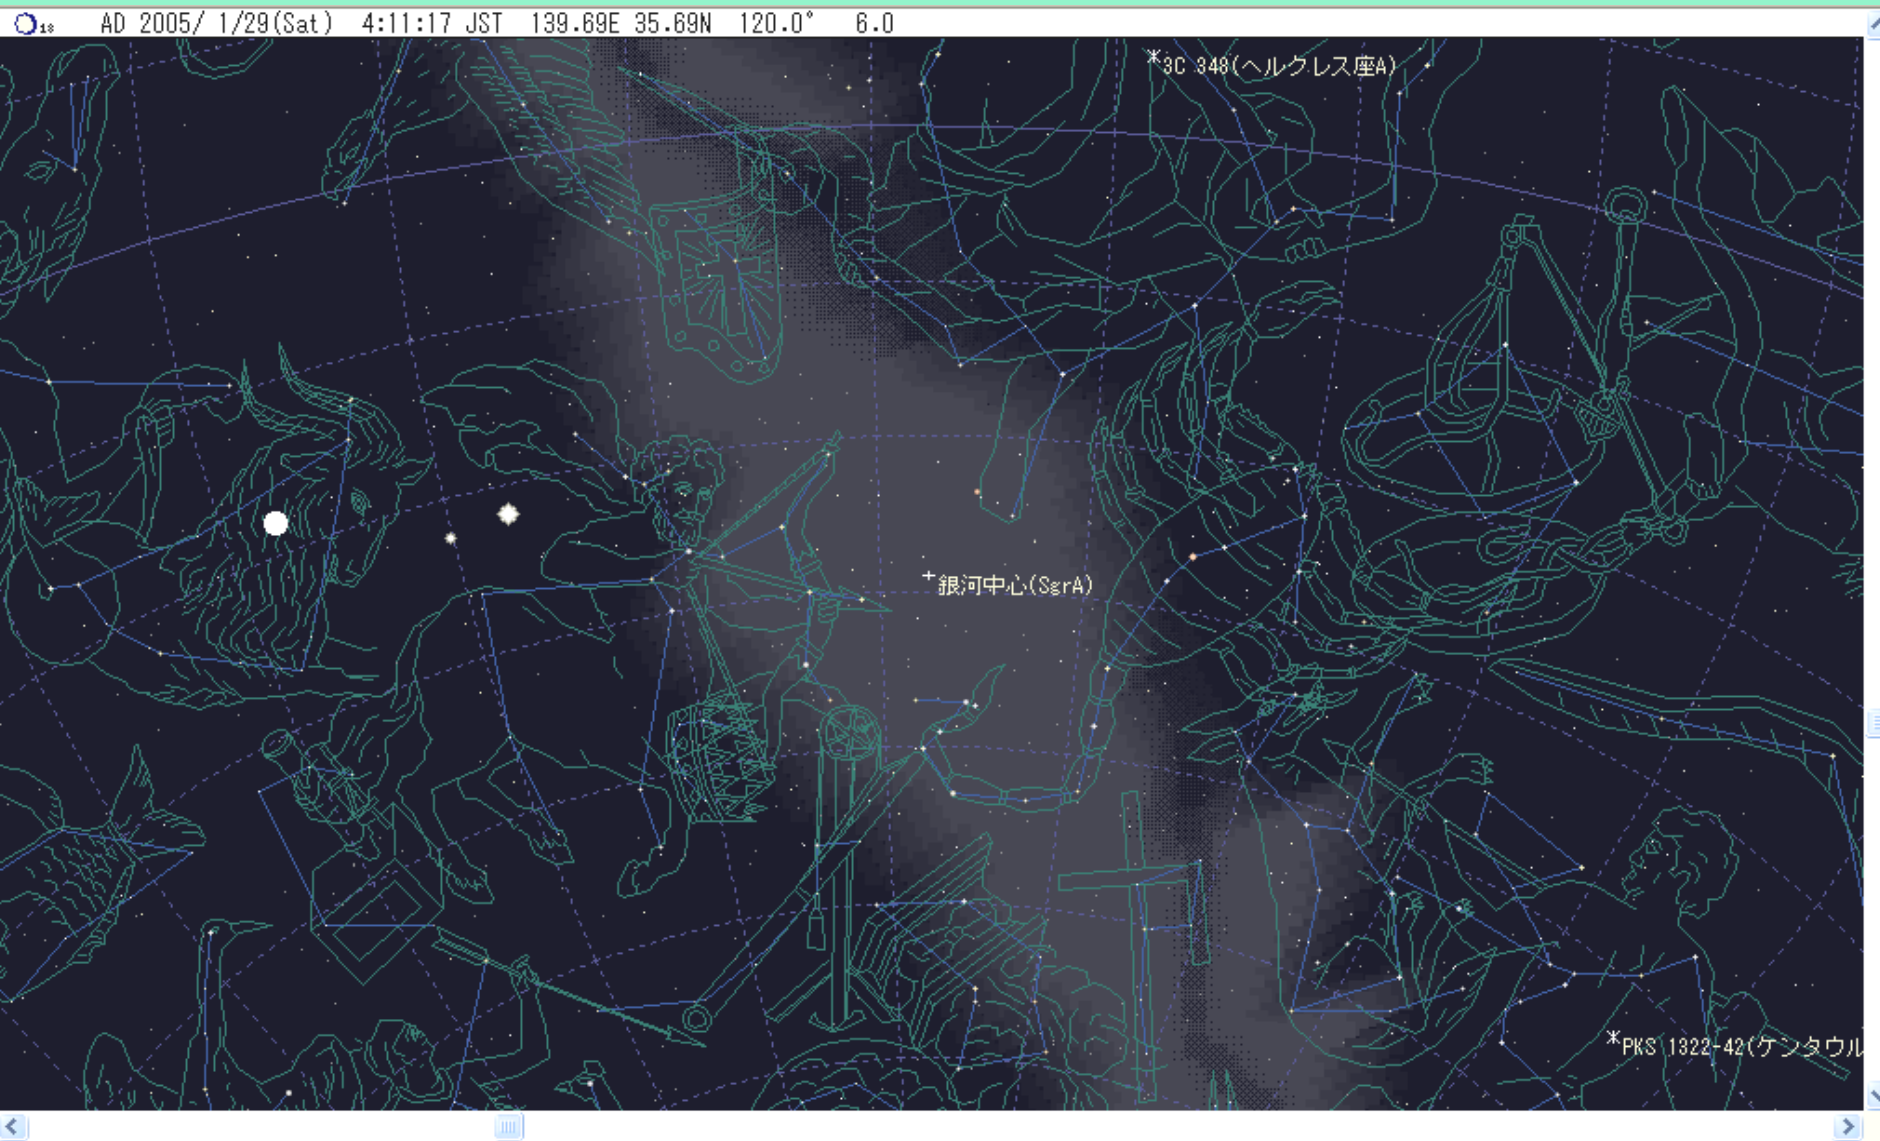 18 AD 2005/ 1/29(Sat) 4:11:17 JST 139.69E 35.69N 120.0° 6.0
3C 348(ヘルクレス座A)
銀河中心(SgrA)
PKS 1322-42(ケンタウル